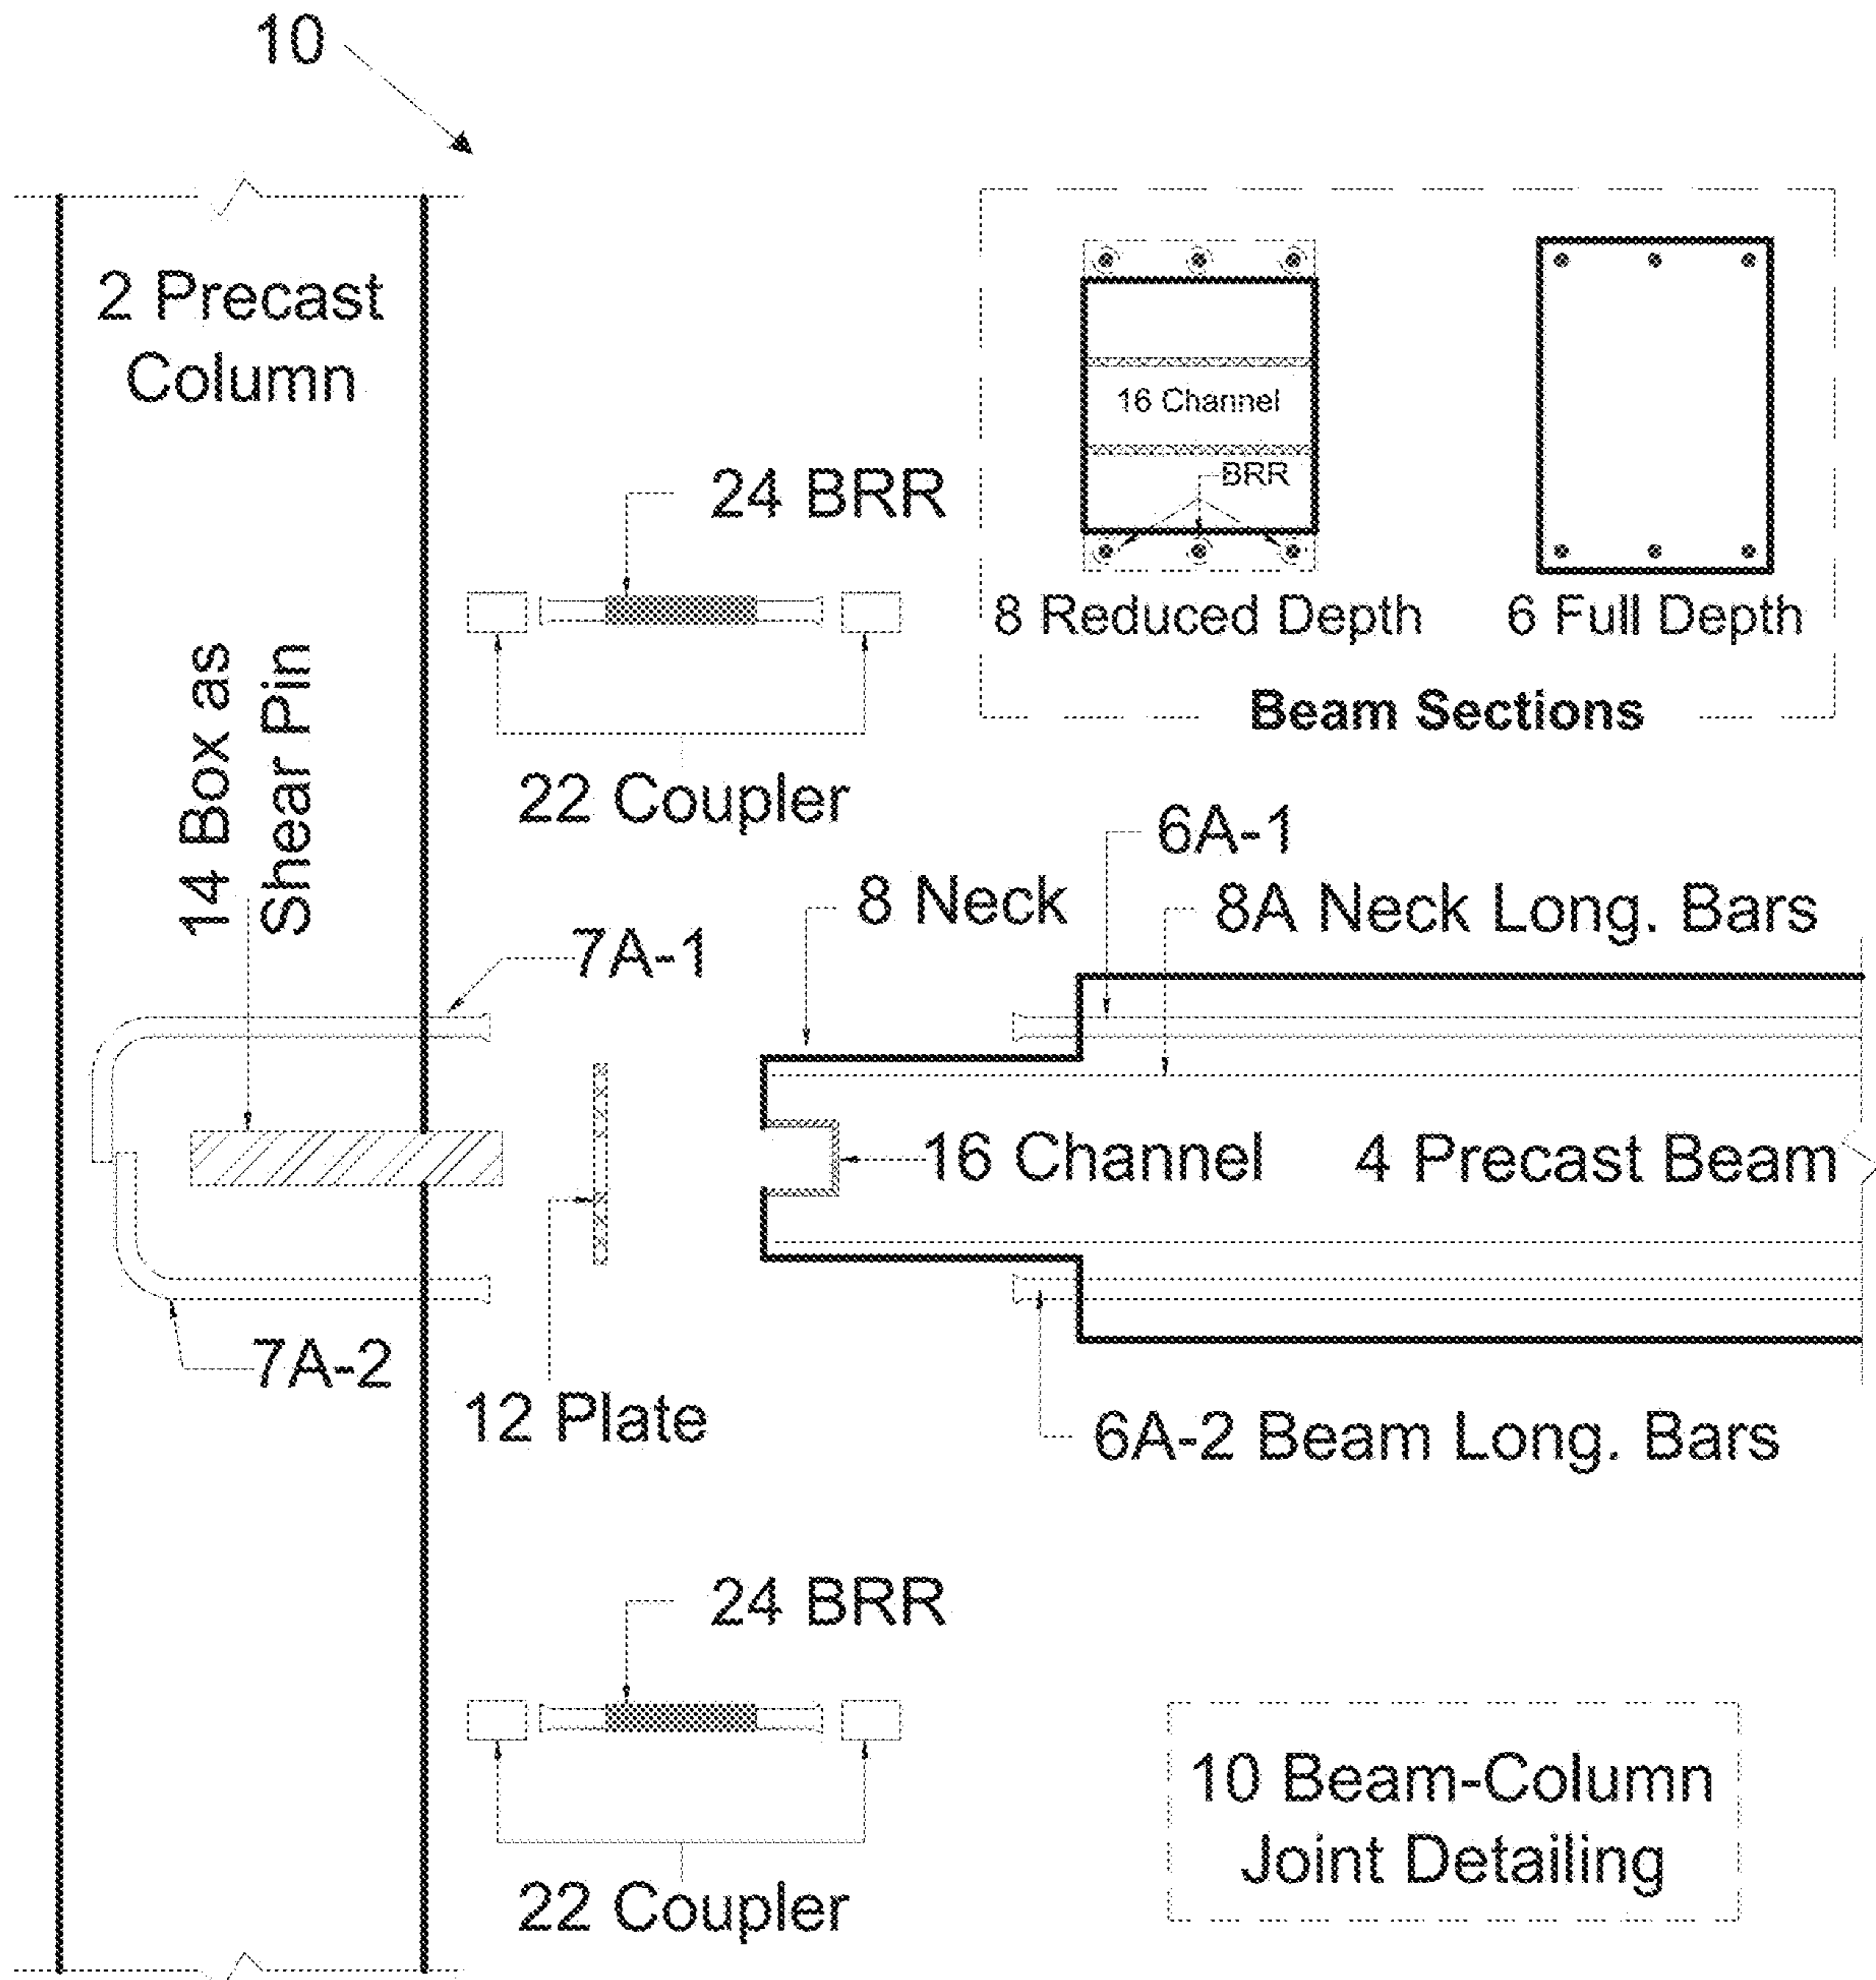 10
2 Precast
Column
16 Channel
BRR
24 BRR
8 Reduced Depth
6 Full Depth
Beam Sections
14 Box as
Shear Pin
22 Coupler
6A-1
8 Neck
8A Neck Long. Bars
7A-1
16 Channel
4 Precast Beam
7A-2
12 Plate
6A-2 Beam Long. Bars
24 BRR
10 Beam-Column
Joint Detailing
22 Coupler